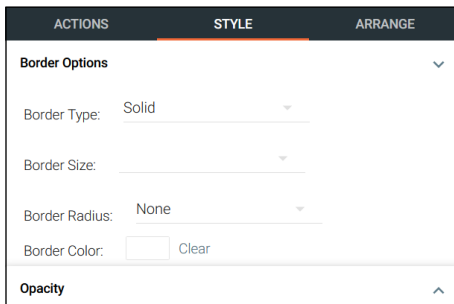 ACTIONS STYLE ARRANGE
Border Options
Border Type: Solid
Border Size:
Border Radius: None
Border Color: Clear
Opacity